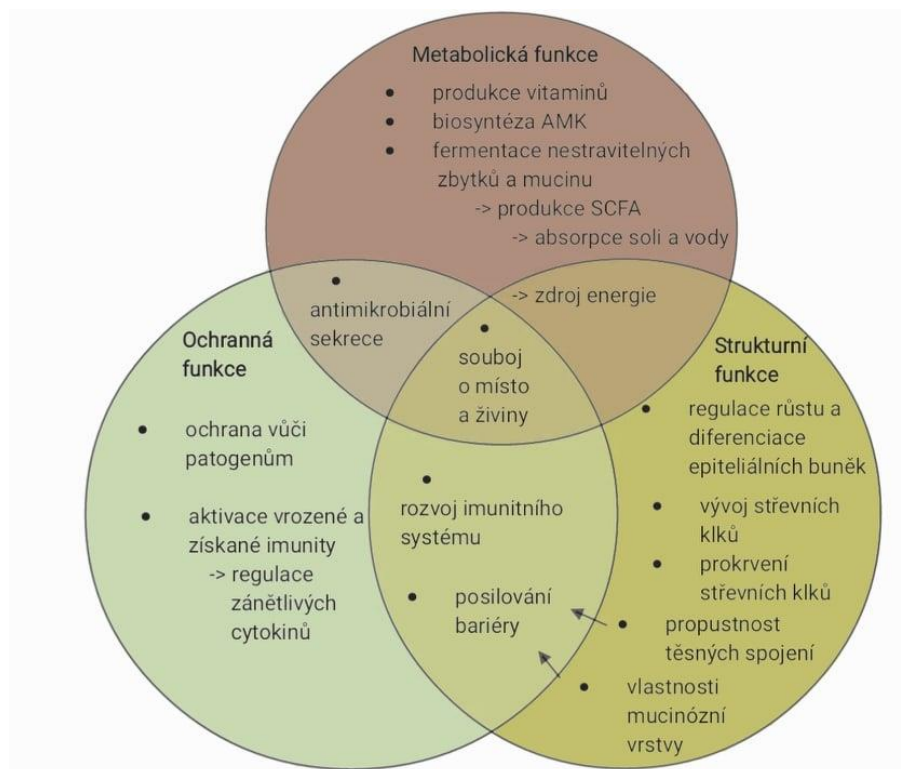 Metabolická funkce
• produkce vitaminů
• biosyntéza AMK
• fermentace nestravitelných
zbytků a mucinu
-> produkce SCFA
-> absorpce soli a vody
-> zdroj energie
• antimikrobiální
sekrece
• souboj
o místo
a živiny
Ochranná
funkce
• ochrana vůči
patogenům
• aktivace vrozené a
získané imunity
-> regulace
zánětlivých
cytokinů
• rozvoj imunitního
systému
• posilování
bariéry
Strukturní
funkce
• regulace růstu a
diferenciace
epiteliálních buněk
• vývoj střevních
klků
• prokrvení
střevních klků
• propustnost
těsných spojení
• vlastnosti
mucinózní
vrstvy